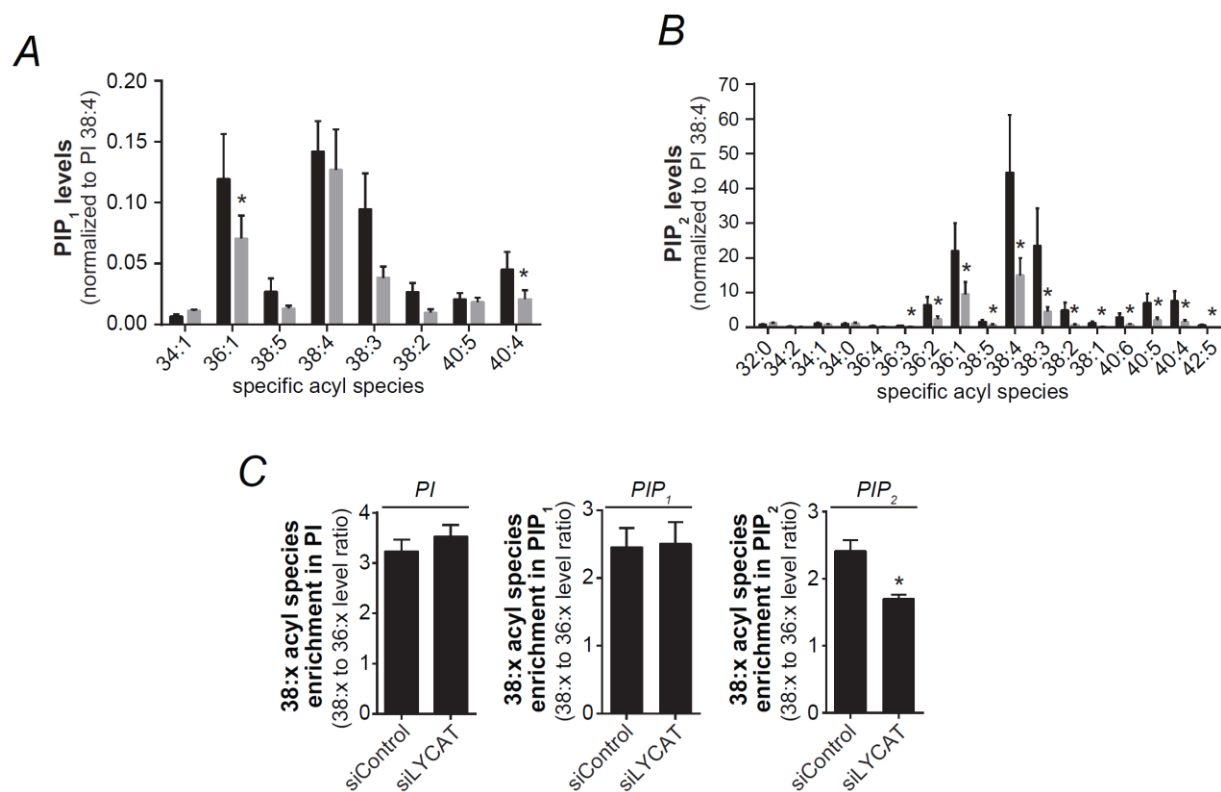 A
PIP₁ levels
(normalized to PI 38:4)
0.20
0.15
0.10
0.05
0.00
*
*
34:1
36:1
38:5
38:4
38:3
38:2
40:5
40:4
specific acyl species
B
PIP₂ levels
(normalized to PI 38:4)
70
60
50
40
30
20
10
0
*
*
*
*
*
*
*
*
*
*
*
*
32:0
34:2
34:1
34:0
36:4
36:3
36:2
36:1
38:5
38:4
38:3
38:2
38:1
40:6
40:5
40:4
42:5
specific acyl species
C
PI
38:x acyl species
enrichment in PI
(38:x to 36:x level ratio)
4
3
2
1
0
siControl
siLYCAT
PIP₁
38:x acyl species
enrichment in PIP₁
(38:x to 36:x level ratio)
3
2
1
0
siControl
siLYCAT
PIP₂
38:x acyl species
enrichment in PIP₂
(38:x to 36:x level ratio)
3
2
1
0
*
siControl
siLYCAT